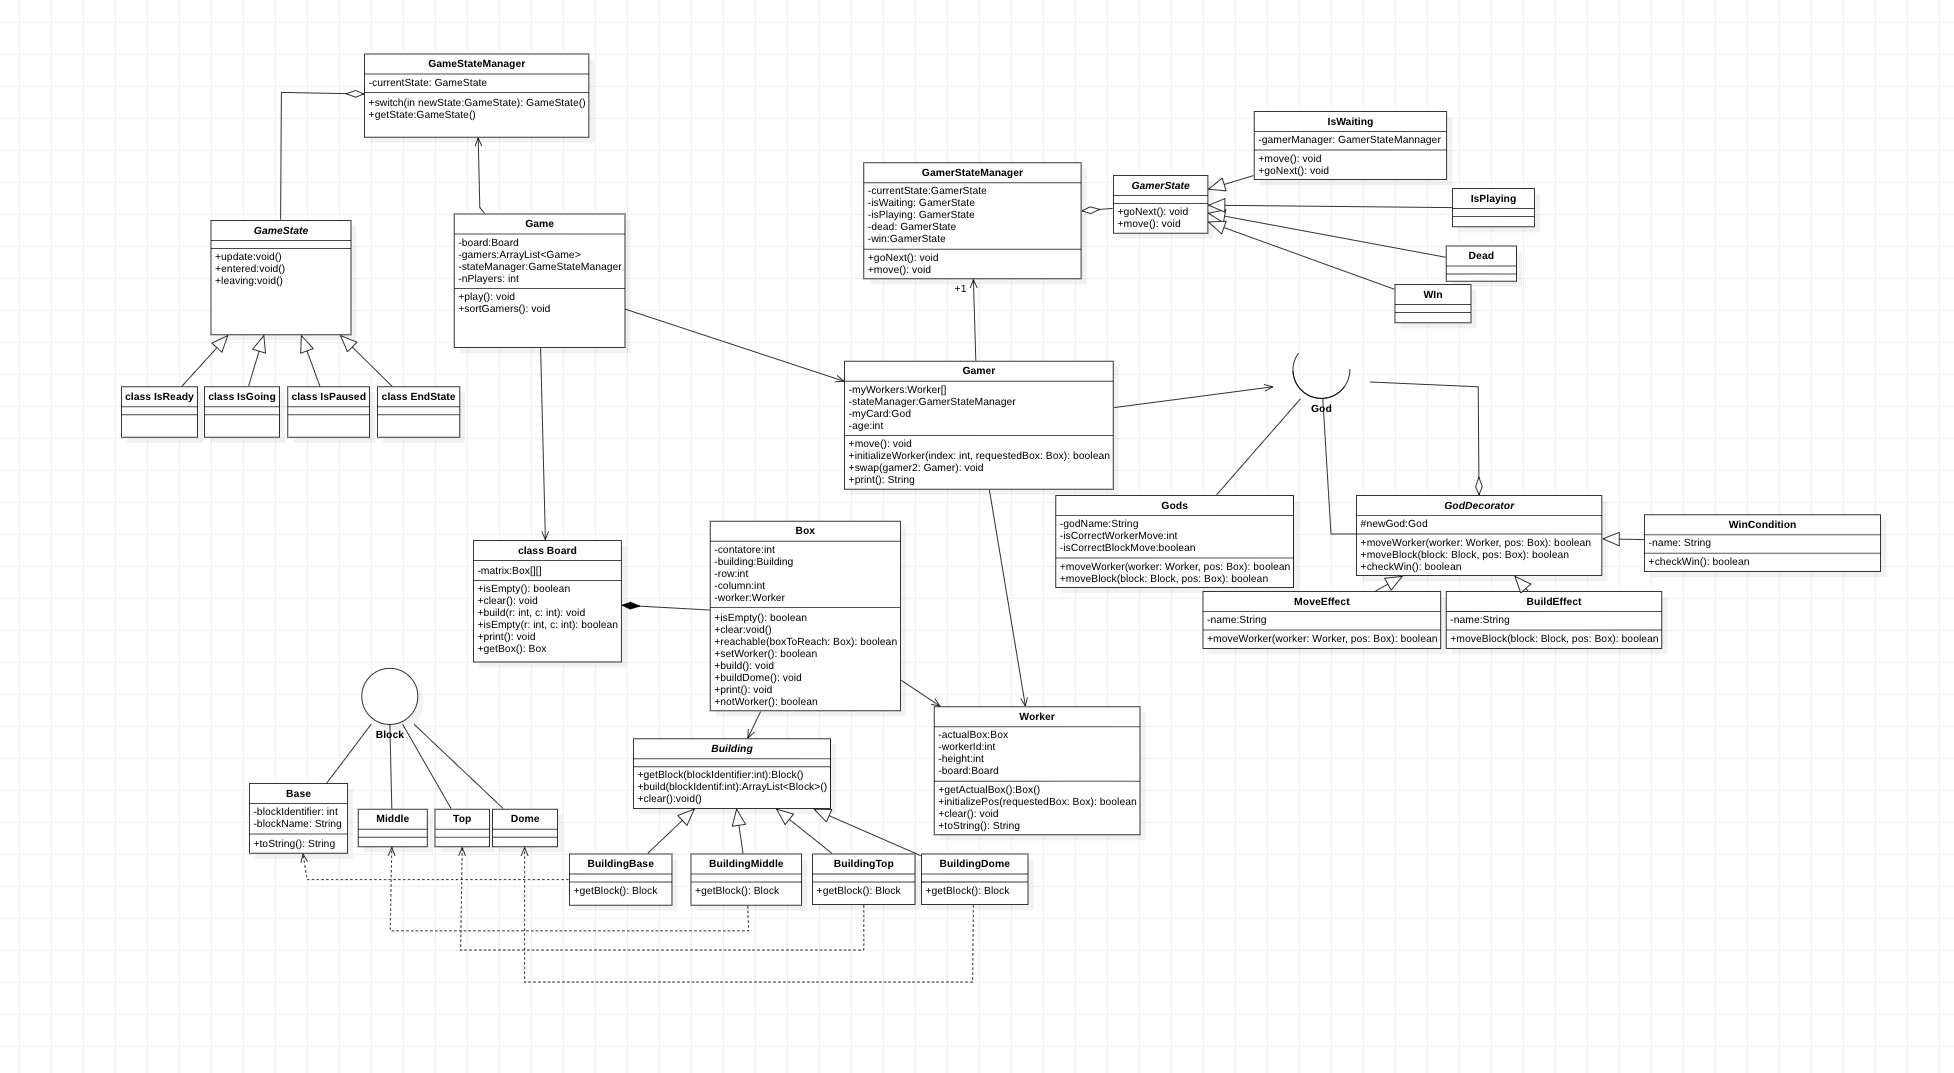 GameStateManager
-currentState: GameState
+switch(in newState:GameState): GameState()
+getState:GameState()
GameState
+update:void()
+entered:void()
+leaving:void()
class IsReady
class IsGoing
class IsPaused
class EndState
Game
-board:Board
-gamers:ArrayList<Game>
-stateManager:GameStateManager
-nPlayers: int
+play(): void
+sortGamers(): void
GamerStateManager
-currentState:GamerState
-isWaiting: GamerState
-isPlaying: GamerState
-dead: GamerState
-win:GamerState
+goNext(): void
+move(): void
+1
GamerState
+goNext(): void
+move(): void
IsWaiting
-gamerManager: GamerStateMannager
+move(): void
+goNext(): void
IsPlaying
Dead
WIn
Gamer
-myWorkers:Worker[]
-stateManager:GamerStateManager
-myCard:God
-age:int
+move(): void
+initializeWorker(index: int, requestedBox: Box): boolean
+swap(gamer2: Gamer): void
+print(): String
God
Gods
-godName:String
-isCorrectWorkerMove:int
-isCorrectBlockMove:boolean
+moveWorker(worker: Worker, pos: Box): boolean
+moveBlock(block: Block, pos: Box): boolean
GodDecorator
#newGod:God
+moveWorker(worker: Worker, pos: Box): boolean
+moveBlock(block: Block, pos: Box): boolean
+checkWin(): boolean
WinCondition
-name: String
+checkWin(): boolean
MoveEffect
-name:String
+moveWorker(worker: Worker, pos: Box): boolean
BuildEffect
-name:String
+moveBlock(block: Block, pos: Box): boolean
class Board
-matrix:Box[][]
+isEmpty(): boolean
+clear(): void
+build(r: int, c: int): void
+isEmpty(r: int, c: int): boolean
+print(): void
+getBox(): Box
Box
-contatore:int
-building:Building
-row:int
-column:int
-worker:Worker
+isEmpty(): boolean
+clear:void()
+reachable(boxToReach: Box): boolean
+setWorker(): boolean
+build(): void
+buildDome(): void
+print(): void
+notWorker(): boolean
Worker
-actualBox:Box
-workerId:int
-height:int
-board:Board
+getActualBox():Box()
+initializePos(requestedBox: Box): boolean
+clear(): void
+toString(): String
Block
Base
-blockIdentifier: int
-blockName: String
+toString(): String
Middle
Top
Dome
Building
+getBlock(blockIdentifier:int):Block()
+build(blockIdentif:int):ArrayList<Block>()
+clear():void()
BuildingBase
+getBlock(): Block
BuildingMiddle
+getBlock(): Block
BuildingTop
+getBlock(): Block
BuildingDome
+getBlock(): Block